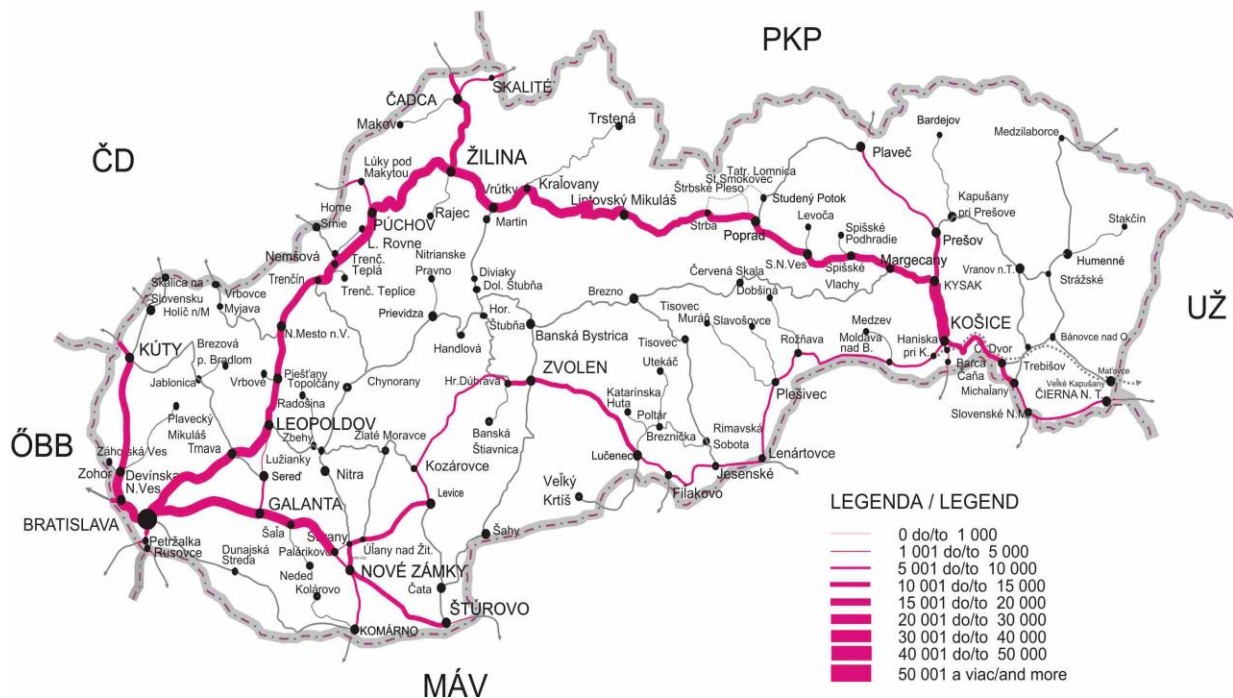 PKP
SKALITÉ
ČADCA
Makov
Trstená
Bardejov
Medzilaborce
ČD
Lúky pod
Makytou
ŽILINA
Plaveč
Vrútky
Kraľovany
Tatr. Lomnica
St.Smokovec
Štrbské Pleso
Studený Potok
Kapušany
pri Prešove
Liptovský Mikuláš
Home
Srnie
PÚCHOV
Rajec
Martin
Levoča
Stakčín
Štrba
Poprad
Spišské
Podhradie
Prešov
L. Rovne
Nemšová
Trenč.
Teplá
Nitrianske
Pravno
Margecany
Humenné
S.N.Ves
Spišské
Vlachy
Vranov n.T.
Strážske
Trenčín
Trenč. Teplice
Diviaky
Dol. Štubňa
Červená Skala
Dobšiná
KYSAK
UŽ
Skalica na
Slovensku
Holíč n/M
Vrbovce
Myjava
Brezno
Tisovec
Muráň
Slavošovce
Prievidza
Hor.
Štubňa
N.Mesto n.V.
Banská Bystrica
Medzev
Moldava
nad B.
Haniska
pri K.
KOŠICE
Handlová
Tisovec
Rožňava
Bánovce nad O.
KÚTY
Brezová
p. Bradlom
Č. Dvor
Trebišov
Utekáč
Barca
Čaňa
Maťovce
ZVOLEN
Jablonica
Vrbové
Piešťany
Topoľčany
Chynorany
Hr.Dúbrava
Katarínska
Huta
Plešivec
Michaľany
Veľké Kapušany
ČIERNA N. T.
Radošina
Plavecký
Mikuláš
Poltár
Slovenské N.M.
LEOPOLDOV
Banská
Štiavnica
Breznička
Rimavská
Sobota
ŐBB
Zbehy
Zlaté Moravce
Trnava
Záhorská Ves
Lužianky
Lučenec
Lenártovce
Zohor
Devínska
N.Ves
Sereď
Nitra
Kozárovce
Jesenské
Fiľakovo
Veľký
Krtíš
Levice
GALANTA
LEGENDA / LEGEND
BRATISLAVA
Šaľa
Šurany
Šahy
0 do/to 1 000
Petržalka
Rusovce
Palárikovo
Úľany nad Žit.
1 001 do/to 5 000
Dunajská
Streda
5 001 do/to 10 000
Neded
NOVÉ ZÁMKY
10 001 do/to 15 000
Kolárovo
Čata
15 001 do/to 20 000
ŠTÚROVO
20 001 do/to 30 000
KOMÁRNO
30 001 do/to 40 000
40 001 do/to 50 000
50 001 a viac/and more
MÁV